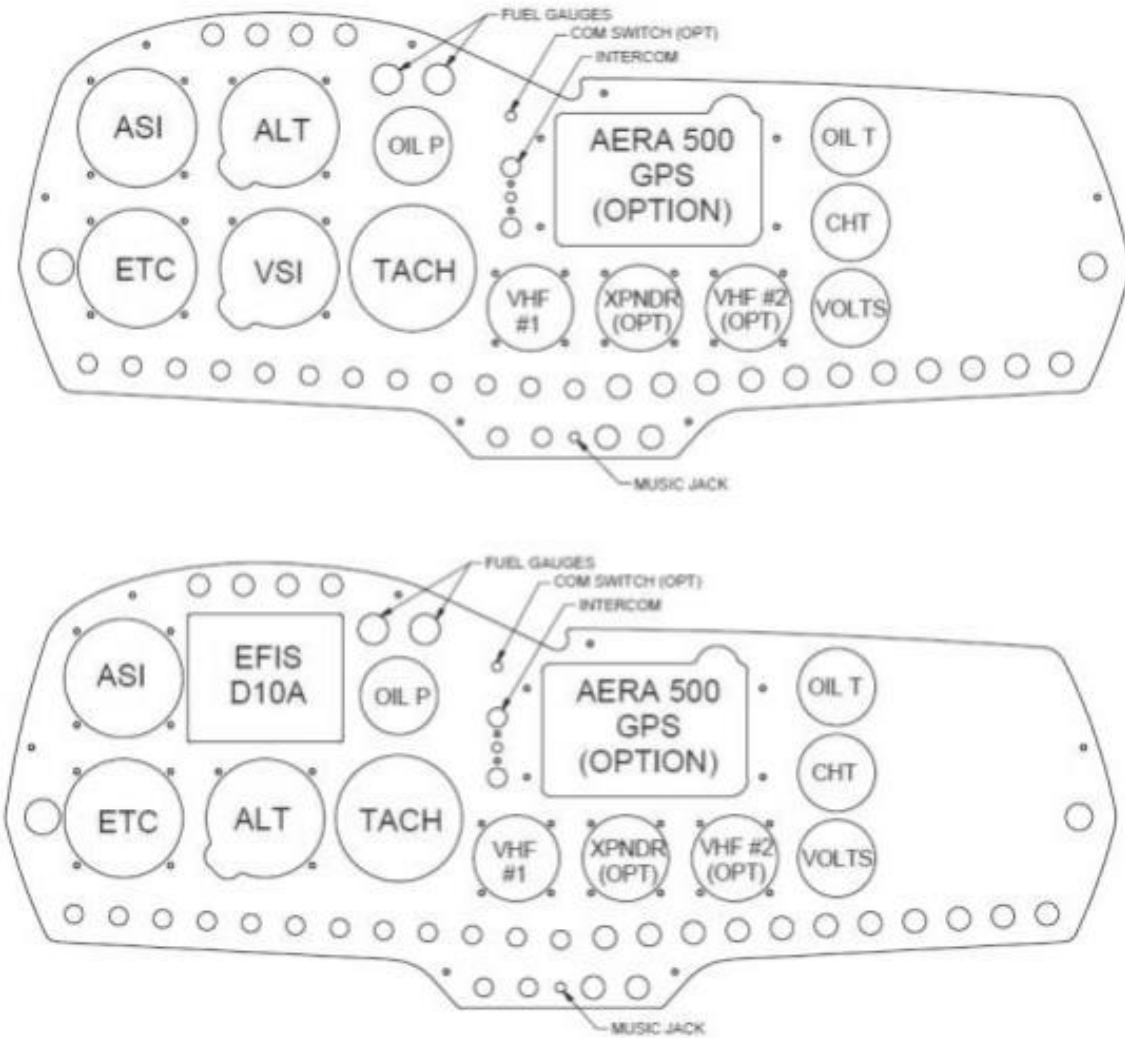 FUEL GAUGES
COM SWITCH (OPT)
INTERCOM
ASI
ALT
OIL P
AERA 500
GPS
(OPTION)
OIL T
CHT
ETC
VSI
TACH
VHF
#1
XPNDR
(OPT)
VHF #2
(OPT)
VOLTS
MUSIC JACK
FUEL GAUGES
COM SWITCH (OPT)
INTERCOM
ASI
EFIS
D10A
OIL P
AERA 500
GPS
(OPTION)
OIL T
CHT
ETC
ALT
TACH
VHF
#1
XPNDR
(OPT)
VHF #2
(OPT)
VOLTS
MUSIC JACK